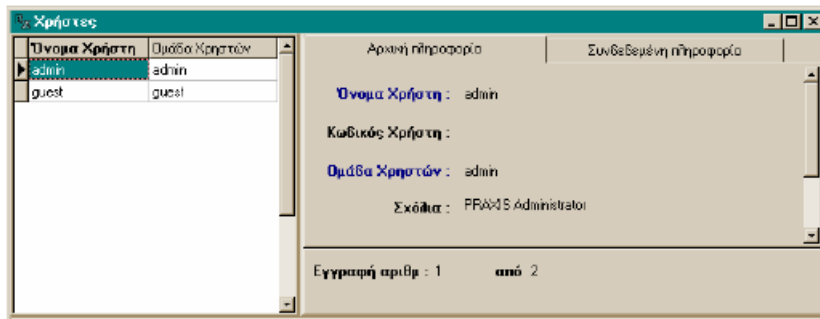 Χρήστες
Όνομα Χρήστη Ομάδα Χρηστών
admin admin
guest guest
Αρχική πληροφορία Συνδεδεμένη πληροφορία
Όνομα Χρήστη : admin
Κωδικός Χρήστη :
Ομάδα Χρηστών : admin
Σχόλια : PRAXIS Administrator
Εγγραφή αριθμ : 1 από 2